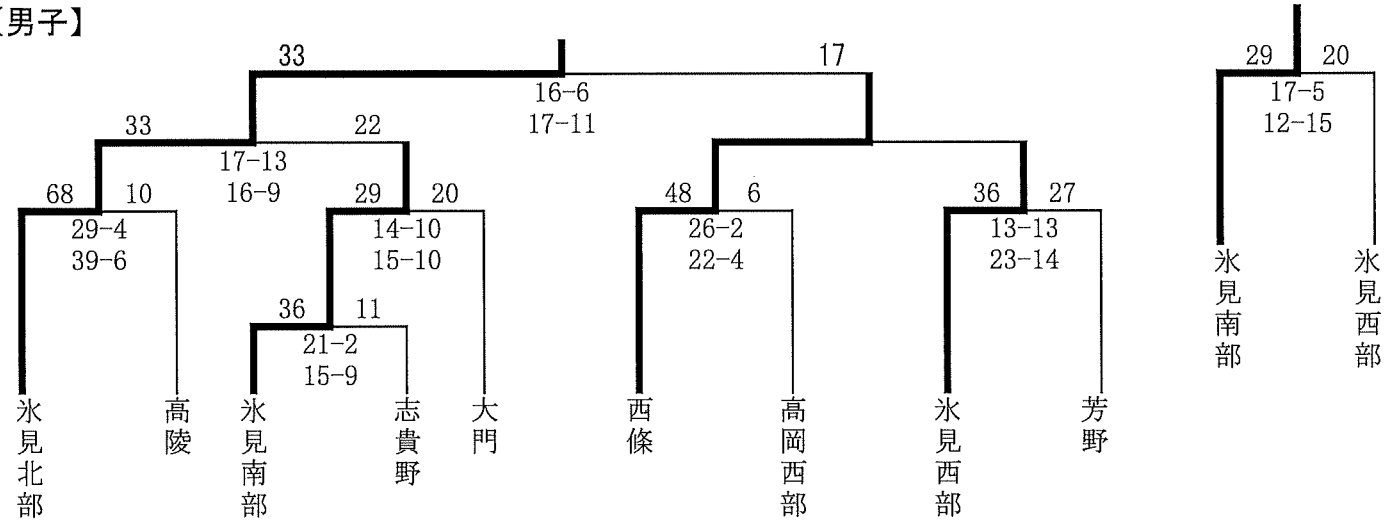 【男子】
33 17
16-6
17-11
29 20
17-5
12-15
33 22
17-13
16-9
68 10
29-4
39-6
29 20
14-10
15-10
48 6
26-2
22-4
36 27
13-13
23-14
36 11
21-2
15-9
氷見北部
高陵
氷見南部
志貴野
大門
西條
高岡西部
氷見西部
芳野
氷見南部
氷見西部